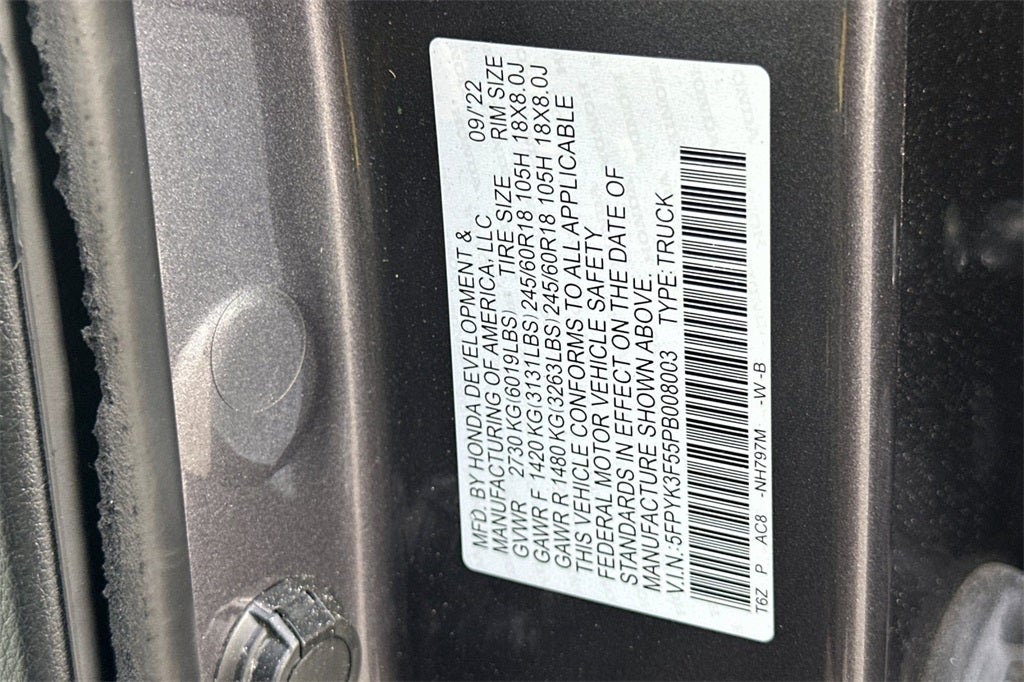 MFD. BY HONDA DEVELOPMENT &
MANUFACTURING OF AMERICA, LLC 09/'22
GVWR 2730 KG(6019LBS) TIRE SIZE RIM SIZE
GAWR F 1420 KG(3131LBS) 245/60R18 105H 18X8.0J
GAWR R 1480 KG(3263LBS) 245/60R18 105H 18X8.0J
THIS VEHICLE CONFORMS TO ALL APPLICABLE
FEDERAL MOTOR VEHICLE SAFETY
STANDARDS IN EFFECT ON THE DATE OF
MANUFACTURE SHOWN ABOVE.
V.I.N.:5FPYK3F55PB008003 TYPE:TRUCK
T6Z P AC8 -NH797M -W-B